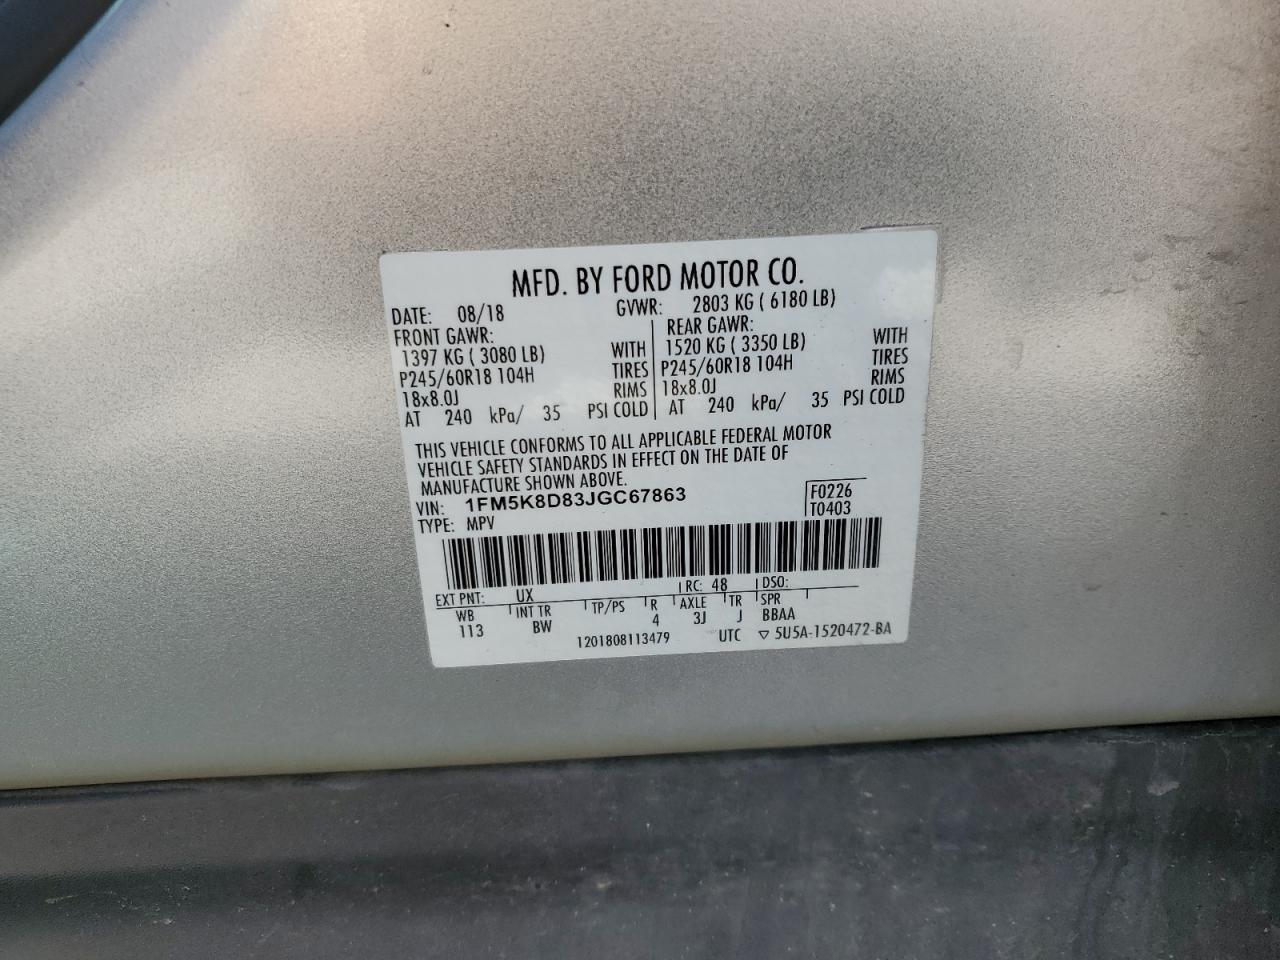 MFD. BY FORD MOTOR CO.
DATE: 08/18 GVWR: 2803 KG ( 6180 LB)
FRONT GAWR: REAR GAWR:
1397 KG ( 3080 LB) WITH 1520 KG ( 3350 LB) WITH
P245/60R18 104H TIRES P245/60R18 104H TIRES
18x8.0J RIMS 18x8.0J RIMS
AT 240 kPa/ 35 PSI COLD AT 240 kPa/ 35 PSI COLD
THIS VEHICLE CONFORMS TO ALL APPLICABLE FEDERAL MOTOR
VEHICLE SAFETY STANDARDS IN EFFECT ON THE DATE OF
MANUFACTURE SHOWN ABOVE.
VIN: 1FM5K8D83JGC67863 F0226
TYPE: MPV T0403
EXT PNT: UX RC: 48 DSO:
WB INT TR TP/PS R AXLE TR SPR
113 BW 4 3J J BBAA
1201808113479 UTC ▽ 5U5A-1520472-BA